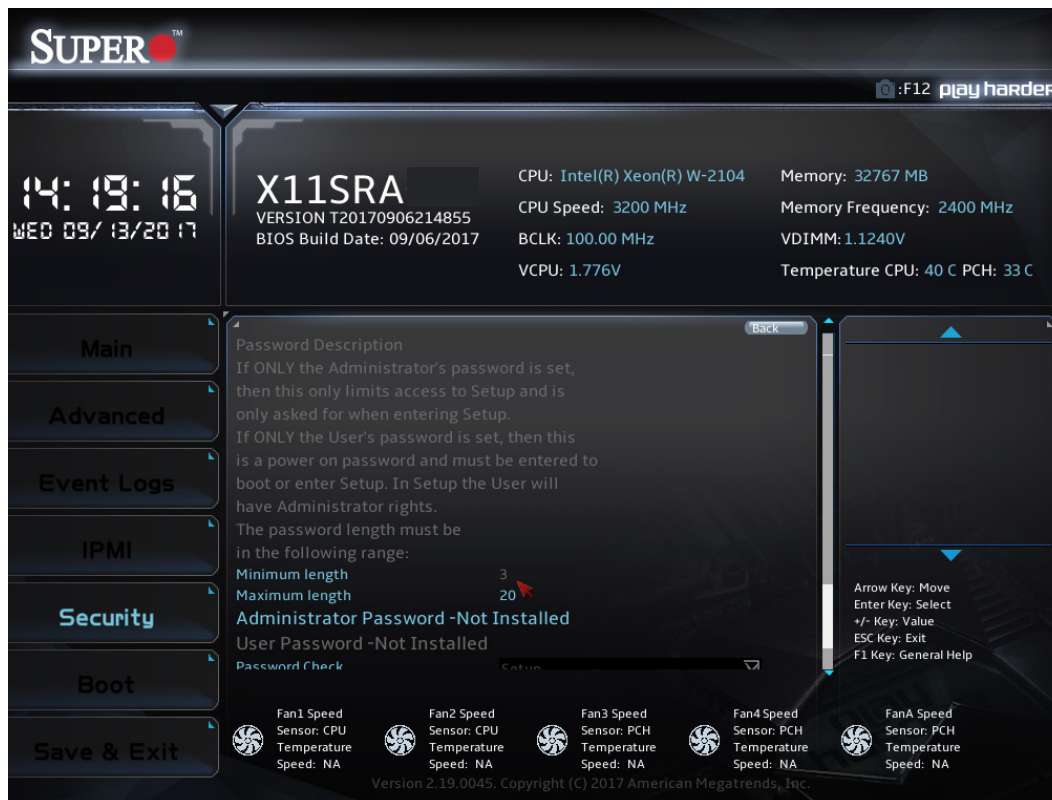 SUPER TM
:F12 play harder
14: 19: 16
WED 09/ 13/20 17
X11SRA
VERSION T20170906214855
BIOS Build Date: 09/06/2017
CPU: Intel(R) Xeon(R) W-2104
CPU Speed: 3200 MHz
BCLK: 100.00 MHz
VCPU: 1.776V
Memory: 32767 MB
Memory Frequency: 2400 MHz
VDIMM: 1.1240V
Temperature CPU: 40 C PCH: 33 C
Main
Advanced
Event Logs
IPMI
Security
Boot
Save & Exit
Back
Password Description
If ONLY the Administrator's password is set,
then this only limits access to Setup and is
only asked for when entering Setup.
If ONLY the User's password is set, then this
is a power on password and must be entered to
boot or enter Setup. In Setup the User will
have Administrator rights.
The password length must be
in the following range:
Minimum length 3
Maximum length 20
Administrator Password -Not Installed
User Password -Not Installed
Password Check Setup
Arrow Key: Move
Enter Key: Select
+/- Key: Value
ESC Key: Exit
F1 Key: General Help
Fan1 Speed
Sensor: CPU
Temperature
Speed: NA
Fan2 Speed
Sensor: CPU
Temperature
Speed: NA
Fan3 Speed
Sensor: PCH
Temperature
Speed: NA
Fan4 Speed
Sensor: PCH
Temperature
Speed: NA
FanA Speed
Sensor: PCH
Temperature
Speed: NA
Version 2.19.0045. Copyright (C) 2017 American Megatrends, Inc.